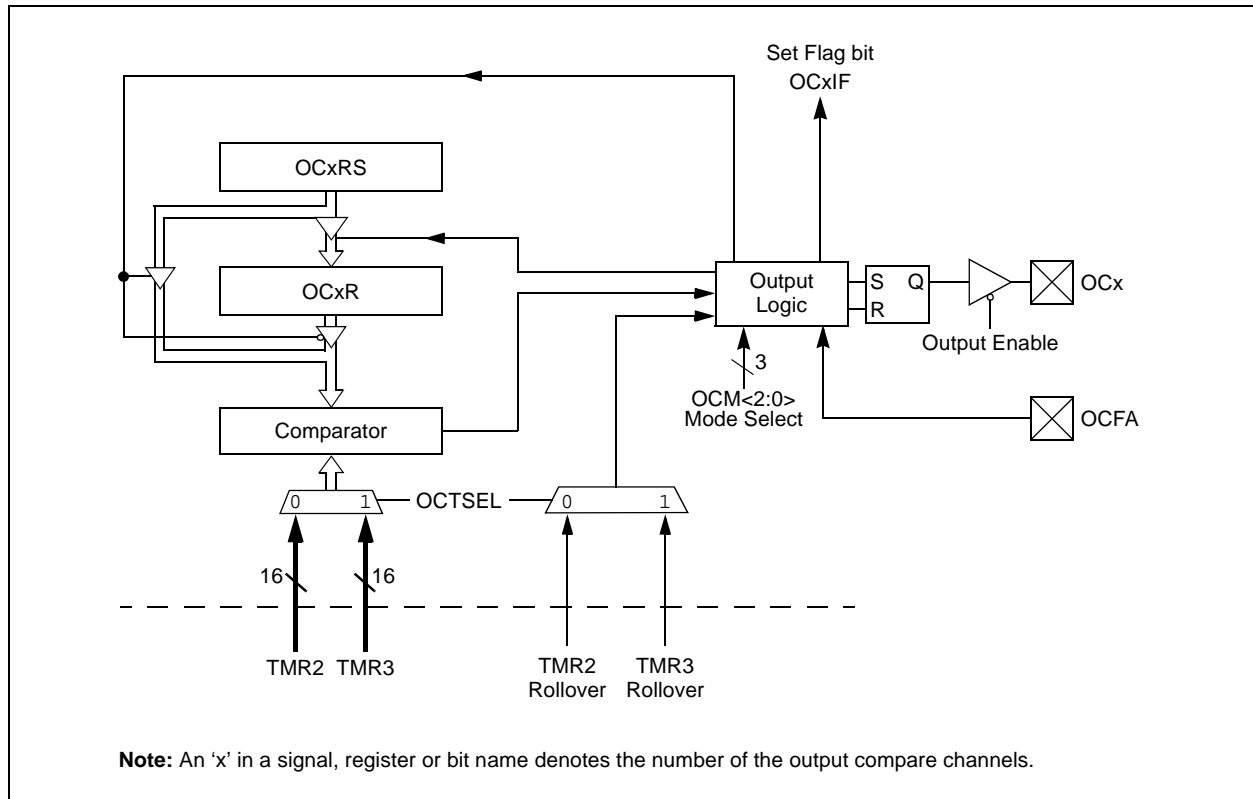 Set Flag bit
OCxIF
OCxRS
OCxR
Output
Logic
S Q
R
OCx
Output Enable
3
OCM<2:0>
Mode Select
OCFA
Comparator
0 1
OCTSEL
0 1
16
16
TMR2 TMR3
TMR2
Rollover
TMR3
Rollover
Note: An ‘x’ in a signal, register or bit name denotes the number of the output compare channels.